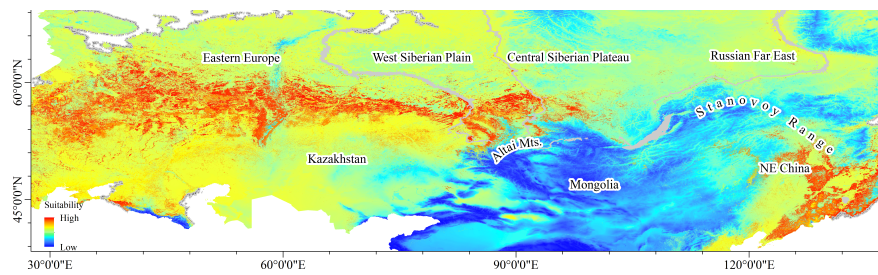 Eastern Europe
West Siberian Plain
Central Siberian Plateau
Russian Far East
60°0'0"N
Stanovoy Range
Altai Mts.
Kazakhstan
NE China
Mongolia
45°0'0"N
Suitability
High
Low
30°0'0"E
60°0'0"E
90°0'0"E
120°0'0"E